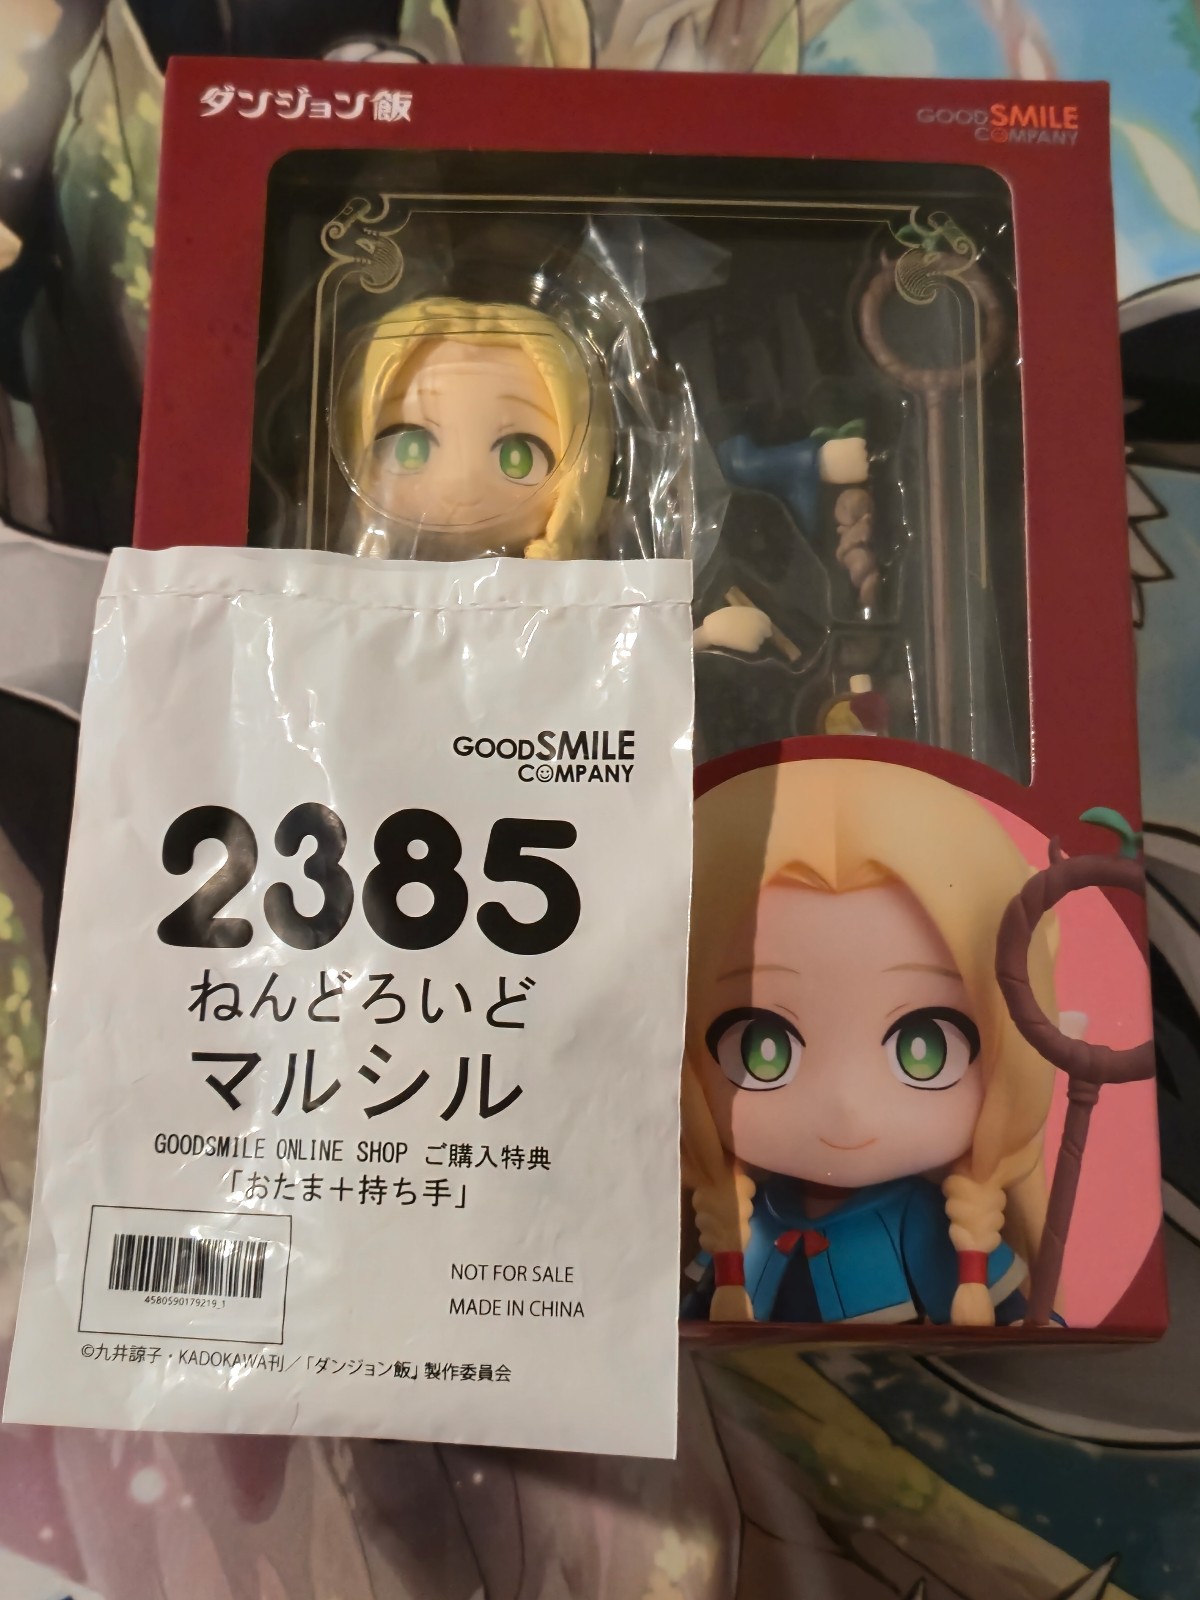 ダンジョン飯
GOODSMILE
COMPANY
GOODSMILE
COMPANY
2385
ねんどろいど
マルシル
GOODSMILE ONLINE SHOP ご購入特典
「おたま＋持ち手」
4580590179219_1
NOT FOR SALE
MADE IN CHINA
©九井諒子・KADOKAWA刊／「ダンジョン飯」製作委員会